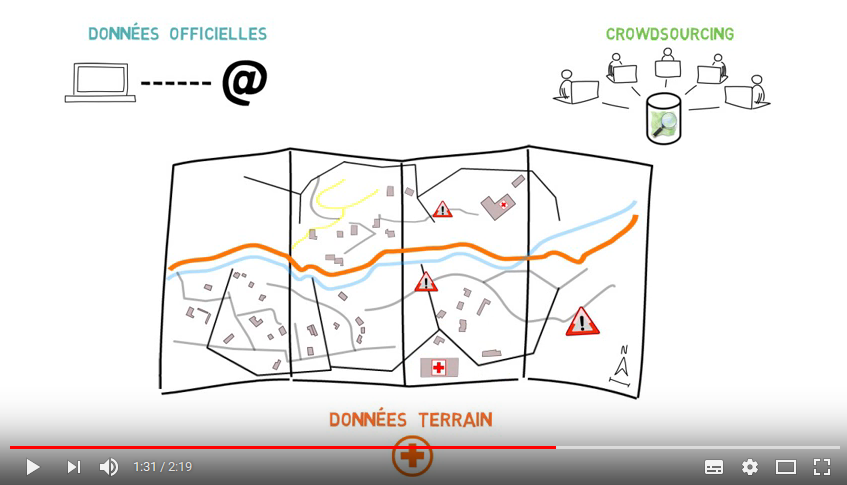 DONNÉES OFFICIELLES
CROWDSOURCING
@
N
DONNÉES TERRAIN
1:31 / 2:19